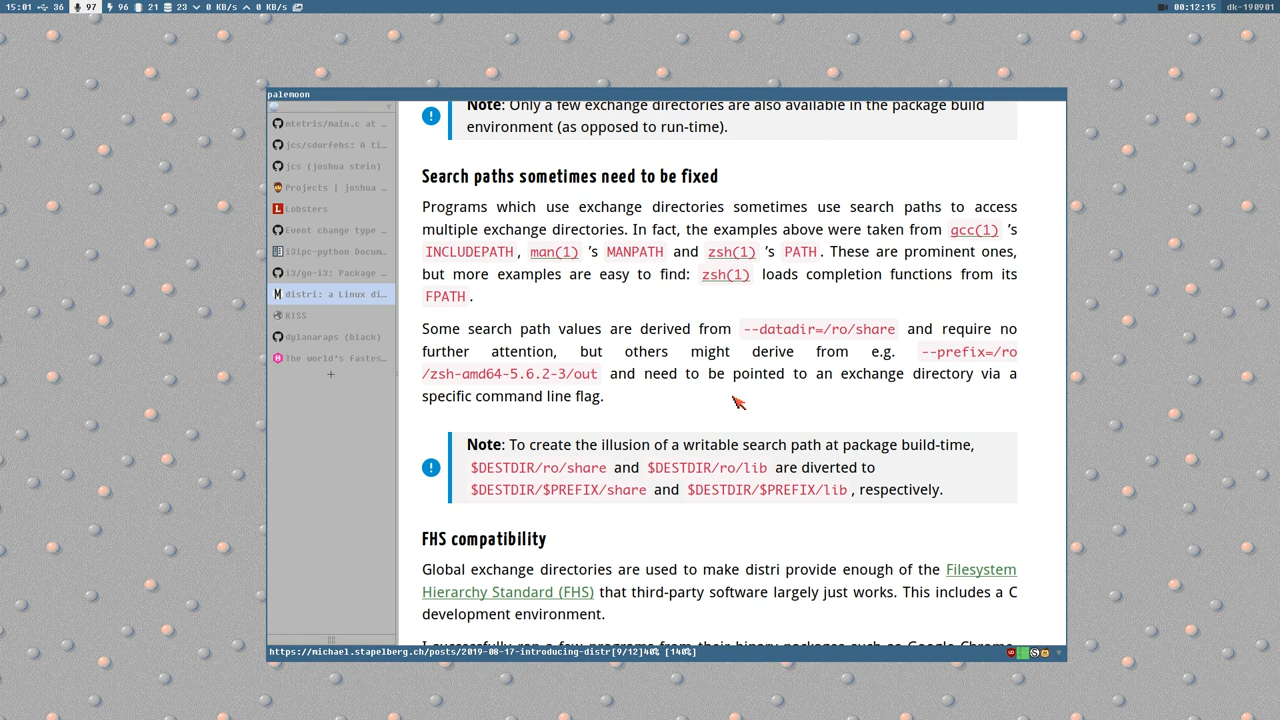 15:01 36 97 96 21 23 0 KB/s 0 KB/s 00:12:15 dk-190901
palemoon
mtetris/main.c at …
jcs/sdorfehs: A ti…
jcs (joshua stein)
Projects | joshua …
Lobsters
Event change type …
i3ipc-python Docum…
i3/go-i3: Package …
distri: a Linux di…
KISS
dylanaraps (black)
The world's fastes…
+
Note: Only a few exchange directories are also available in the package build
environment (as opposed to run-time).
Search paths sometimes need to be fixed
Programs which use exchange directories sometimes use search paths to access
multiple exchange directories. In fact, the examples above were taken from gcc(1) 's
INCLUDEPATH , man(1) 's MANPATH and zsh(1) 's PATH . These are prominent ones,
but more examples are easy to find: zsh(1) loads completion functions from its
FPATH .
Some search path values are derived from --datadir=/ro/share and require no
further attention, but others might derive from e.g. --prefix=/ro
/zsh-amd64-5.6.2-3/out and need to be pointed to an exchange directory via a
specific command line flag.
Note: To create the illusion of a writable search path at package build-time,
$DESTDIR/ro/share and $DESTDIR/ro/lib are diverted to
$DESTDIR/$PREFIX/share and $DESTDIR/$PREFIX/lib , respectively.
FHS compatibility
Global exchange directories are used to make distri provide enough of the Filesystem
Hierarchy Standard (FHS) that third-party software largely just works. This includes a C
development environment.
I successfully ran a few programs from their binary packages such as Google Chrome,
https://michael.stapelberg.ch/posts/2019-08-17-introducing-distr[9/12]40% [140%]